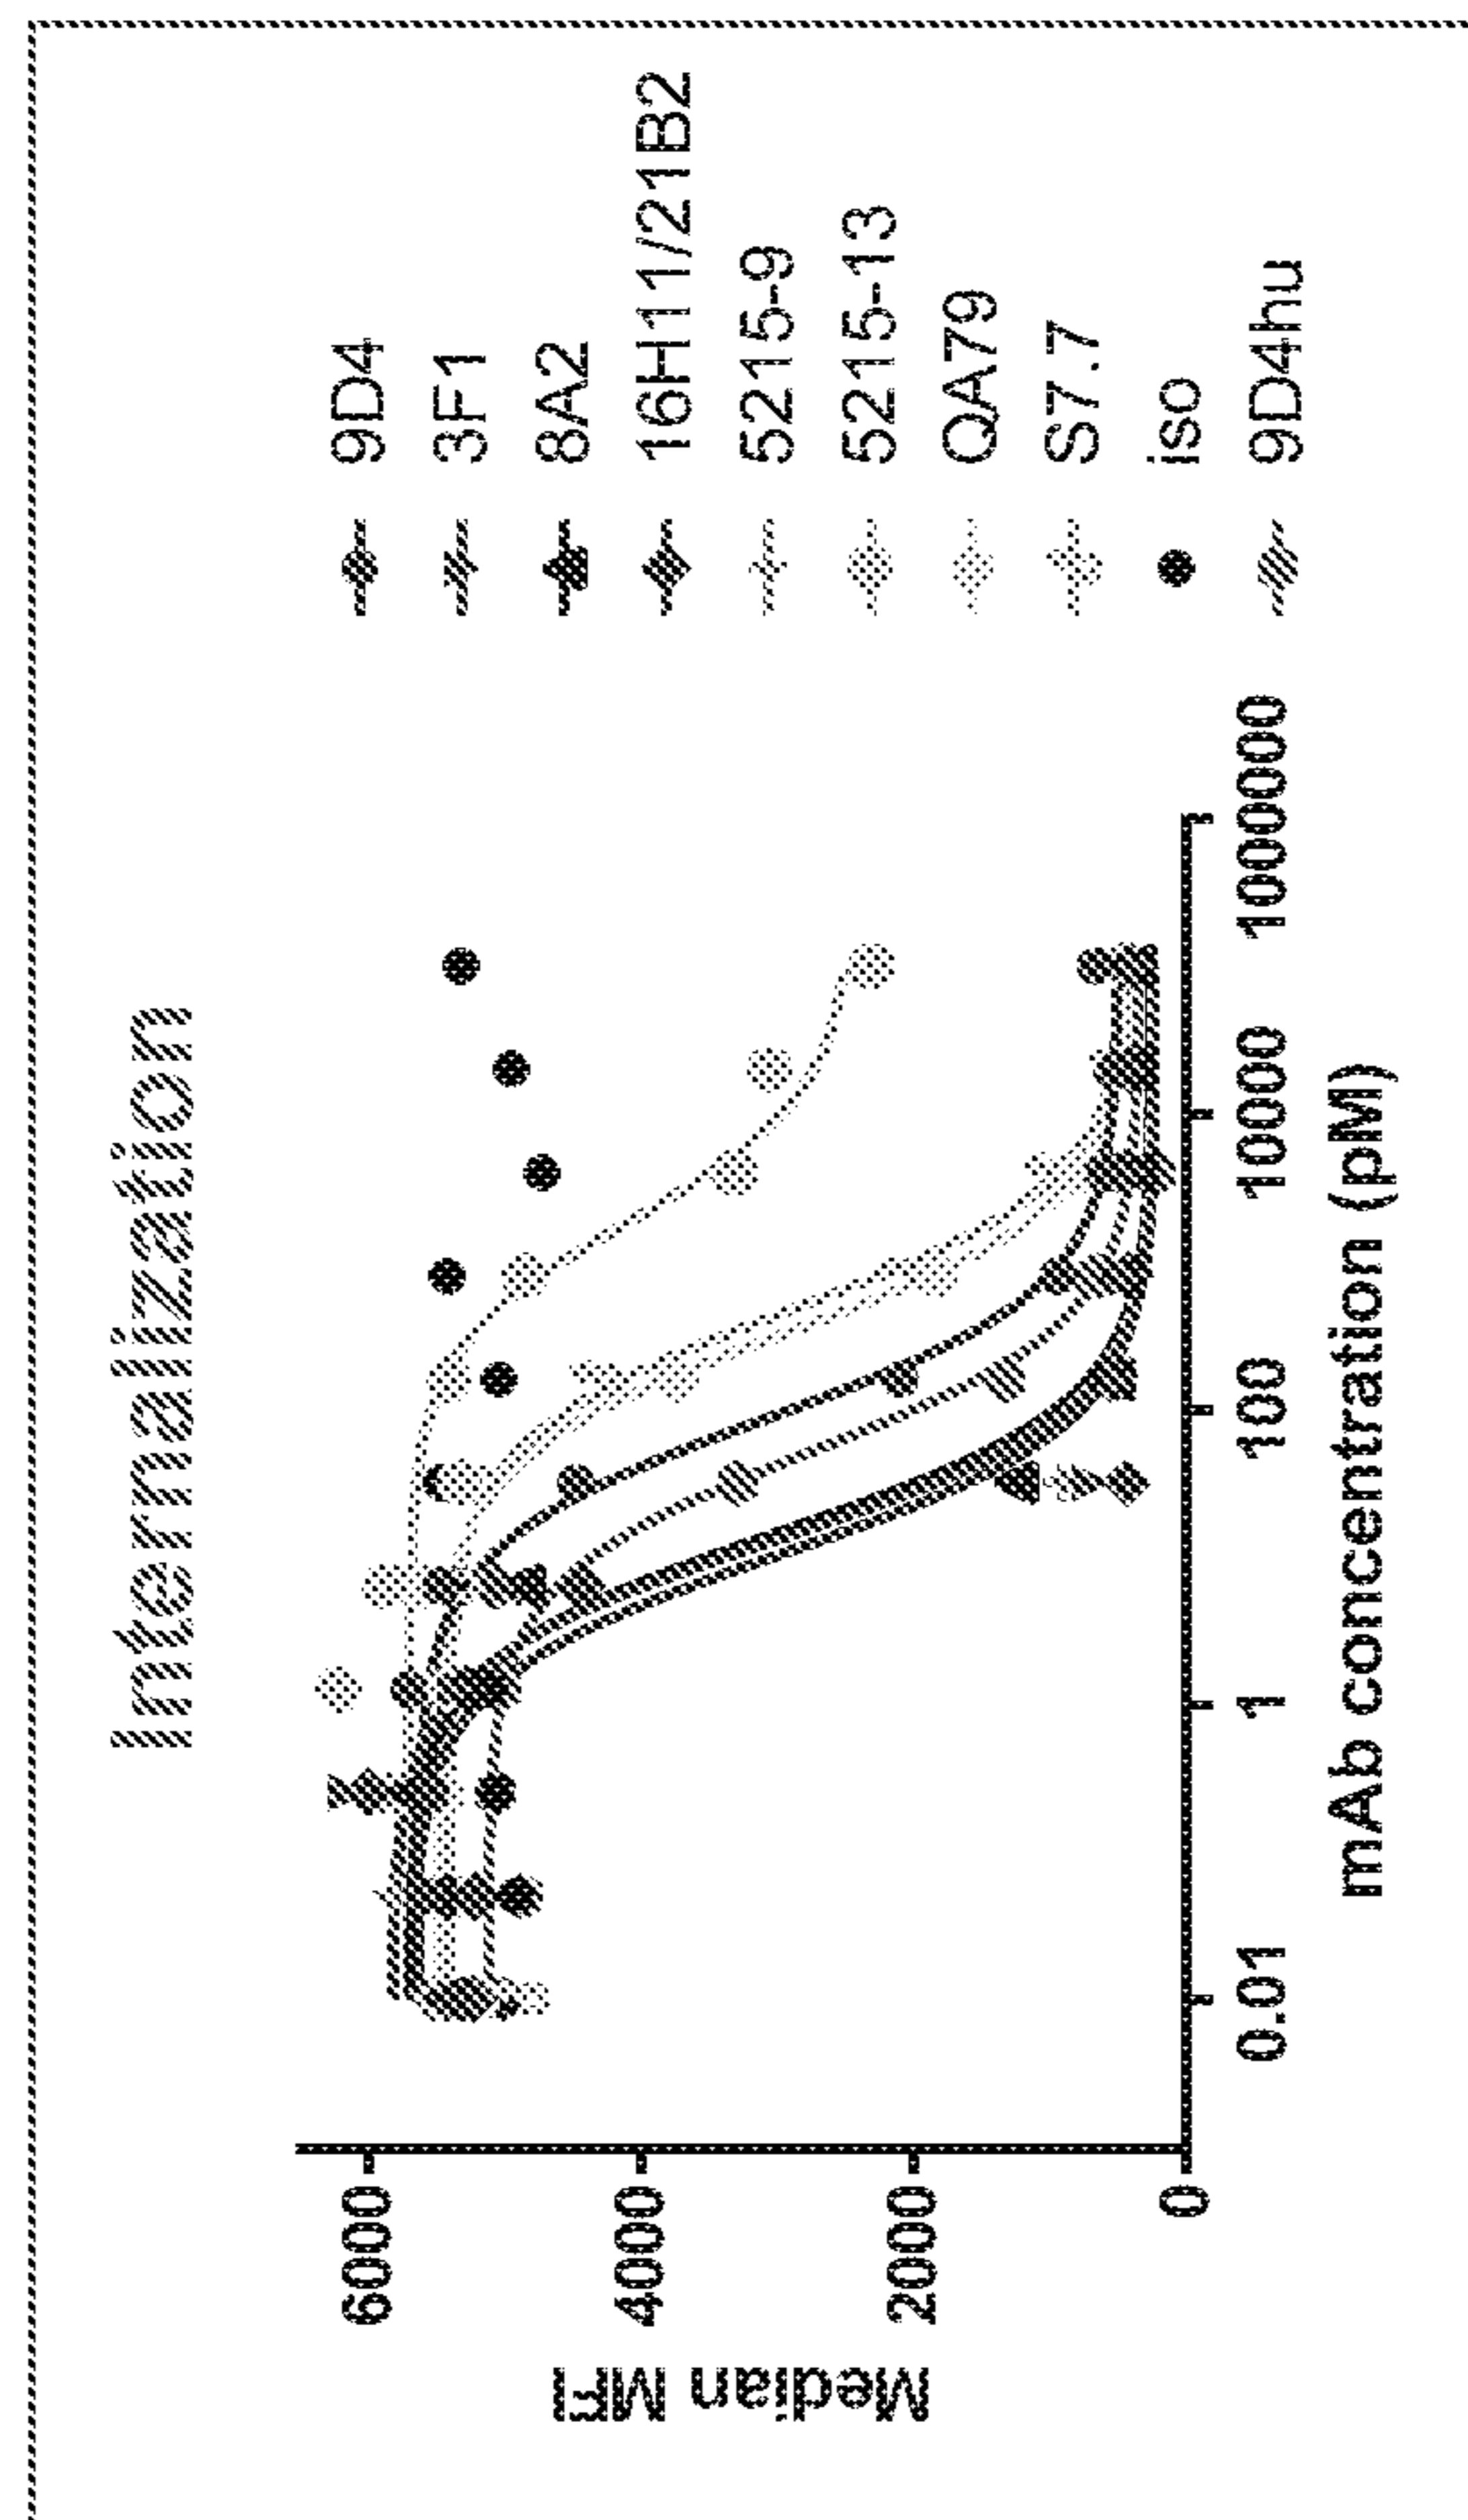 Internalization
Median MFI
6000
4000
2000
0
0.01
1
100
10000
1000000
mAb concentration (pM)
9D4
3F1
8A2
16H11/21B2
5215-9
5215-13
QA79
S7.7
iso
9D4hu